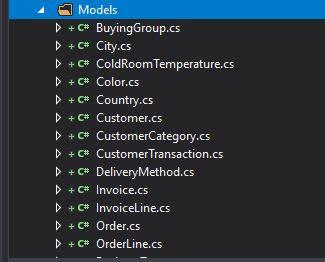 Models
C# BuyingGroup.cs
C# City.cs
C# ColdRoomTemperature.cs
C# Color.cs
C# Country.cs
C# Customer.cs
C# CustomerCategory.cs
C# CustomerTransaction.cs
C# DeliveryMethod.cs
C# Invoice.cs
C# InvoiceLine.cs
C# Order.cs
C# OrderLine.cs